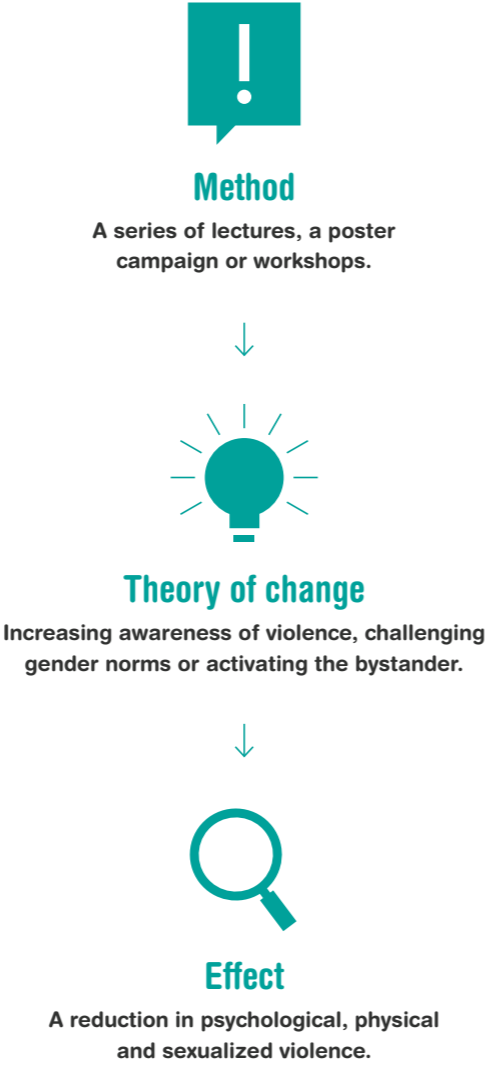 Method
A series of lectures, a poster
campaign or workshops.
Theory of change
Increasing awareness of violence, challenging
gender norms or activating the bystander.
Effect
A reduction in psychological, physical
and sexualized violence.